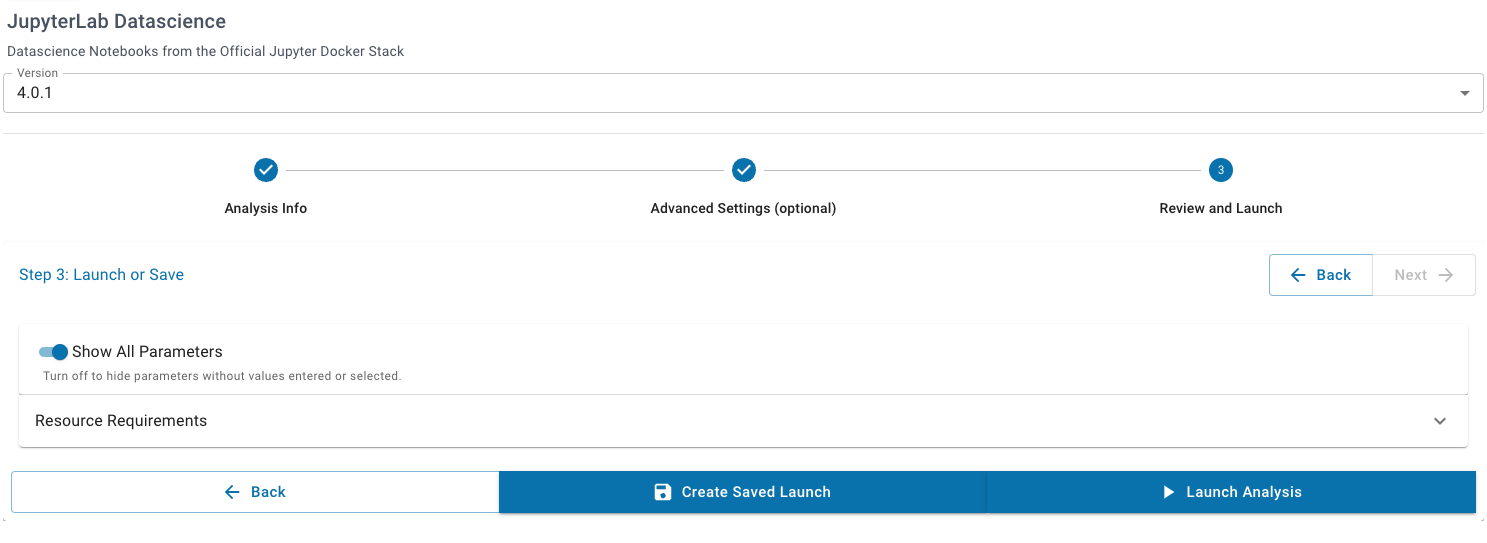 JupyterLab Datascience
Datascience Notebooks from the Official Jupyter Docker Stack
Version
4.0.1
3
Analysis Info
Advanced Settings (optional)
Review and Launch
Step 3: Launch or Save
Back
Next
Show All Parameters
Turn off to hide parameters without values entered or selected.
Resource Requirements
Back
Create Saved Launch
Launch Analysis